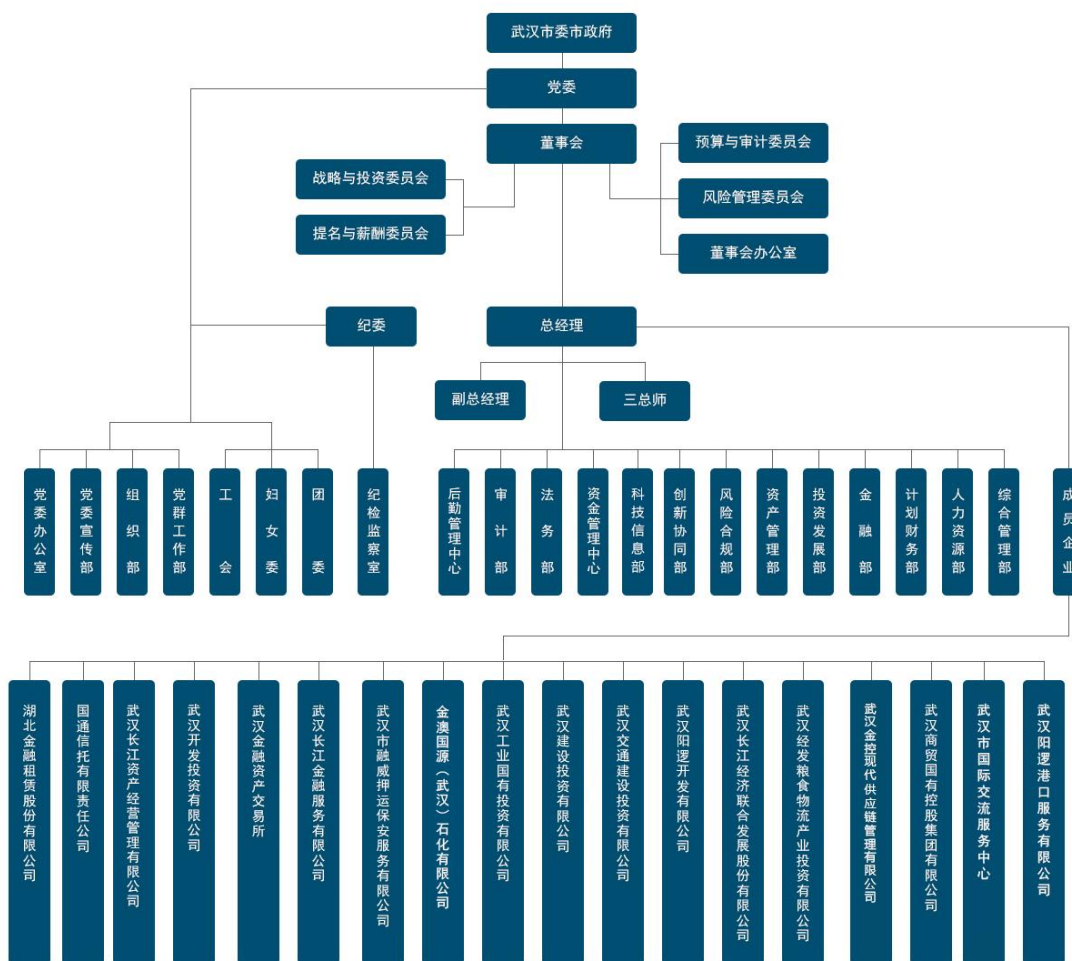 武汉市委市政府
党委
董事会
战略与投资委员会
提名与薪酬委员会
预算与审计委员会
风险管理委员会
董事会办公室
纪委
总经理
副总经理
三总师
党委办公室
党委宣传部
组织部
党群工作部
工会
妇女委
团委
纪检监察室
后勤管理中心
审计部
法务部
资金管理中心
科技信息部
创新协同部
风险合规部
资产管理部
投资发展部
金融部
计划财务部
人力资源部
综合管理部
成员企业
湖北金融租赁股份有限公司
国通信托有限责任公司
武汉长江资产经营管理有限公司
武汉开发投资有限公司
武汉金融资产交易所
武汉长江金融服务有限公司
武汉市融威押运保安服务有限公司
金澳国源（武汉）石化有限公司
武汉工业国有投资有限公司
武汉建设投资有限公司
武汉交通建设投资有限公司
武汉阳逻开发有限公司
武汉长江经济联合发展股份有限公司
武汉经发粮食物流产业投资有限公司
武汉金控现代供应链管理有限公司
武汉商贸国有控股集团有限公司
武汉市国际交流服务中心
武汉阳逻港口服务有限公司